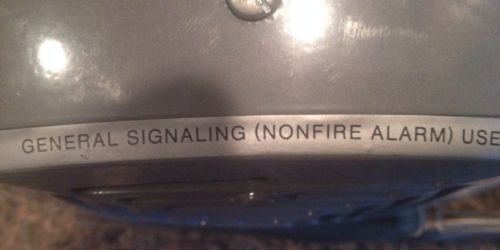 GENERAL SIGNALING (NONFIRE ALARM) USE